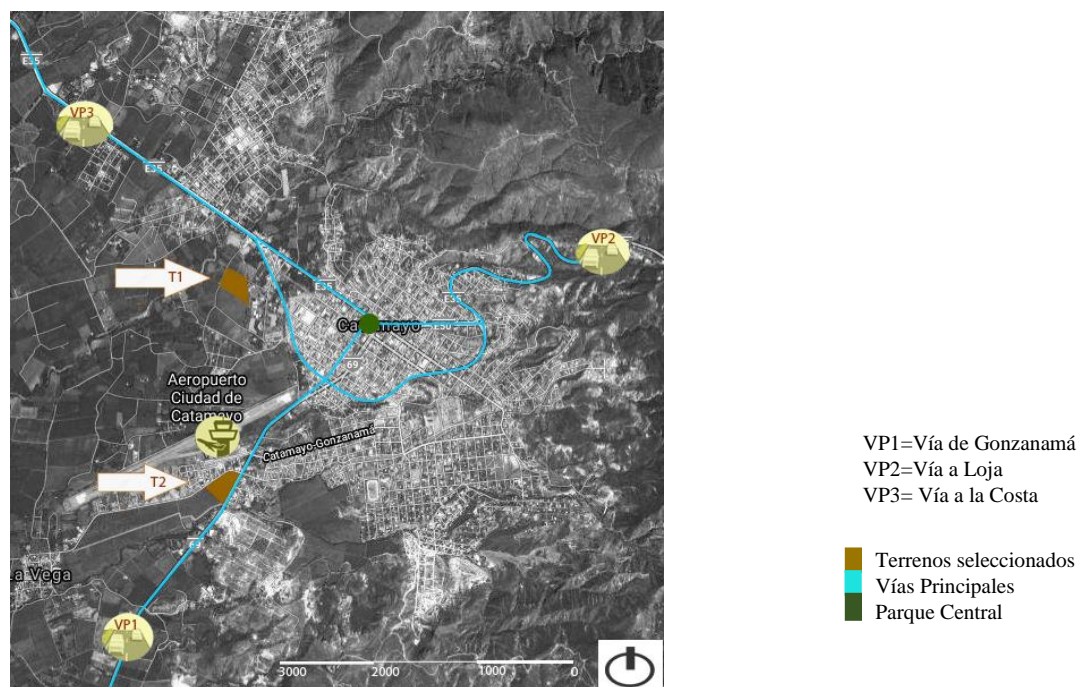 E35
VP3
E35
VP2
T1
E35
E35
Catamayo
E50
69
Aeropuerto
Ciudad de
Catamayo
Catamayo-Gonzanamá
T2
69
La Vega
VP1
3000 2000 1000 0
VP1=Vía de Gonzanamá
VP2=Vía a Loja
VP3= Vía a la Costa
Terrenos seleccionados
Vías Principales
Parque Central